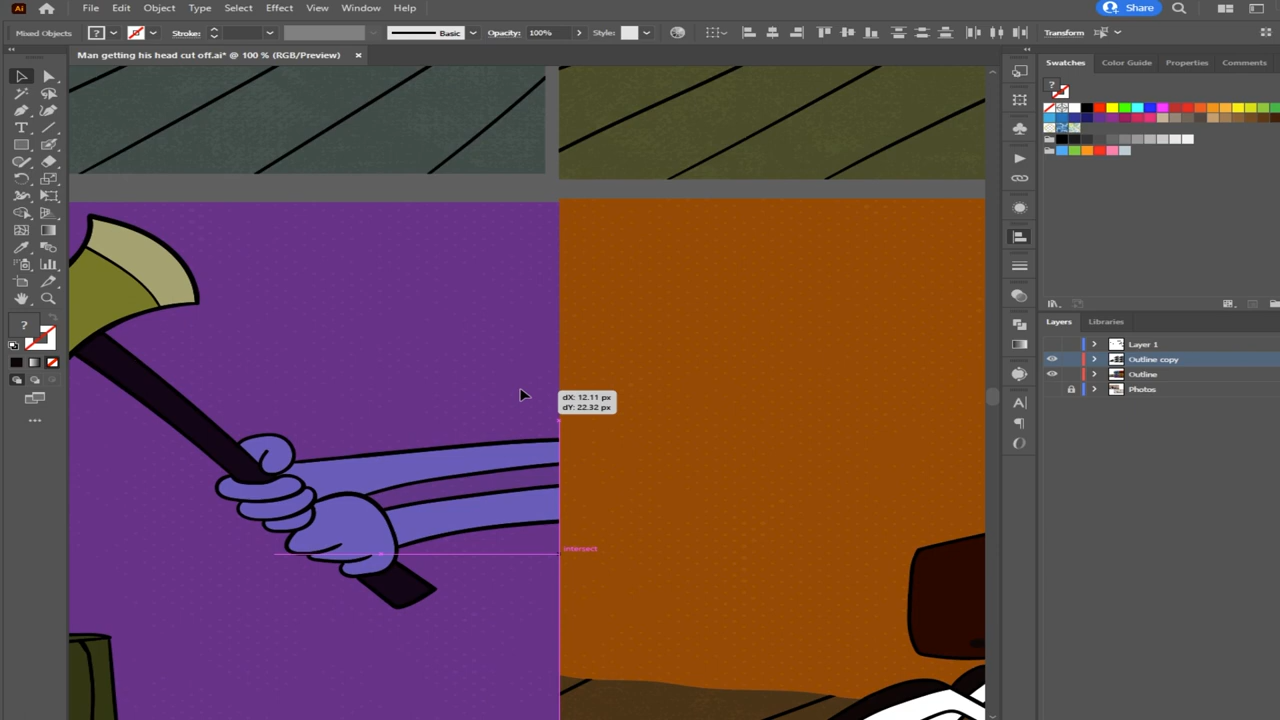 Ai File Edit Object Type Select Effect View Window Help Share
Mixed Objects ? Stroke: Basic Opacity: 100% Style: Transform
Man getting his head cut off.ai* @ 100 % (RGB/Preview) ×
Swatches Color Guide Properties Comments
?
?
dX: 12.11 px
dY: 22.32 px
intersect
Layers Libraries
Layer 1
Outline copy
Outline
Photos